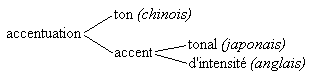 ton (chinois)
accentuation
tonal (japonais)
accent
d'intensité (anglais)